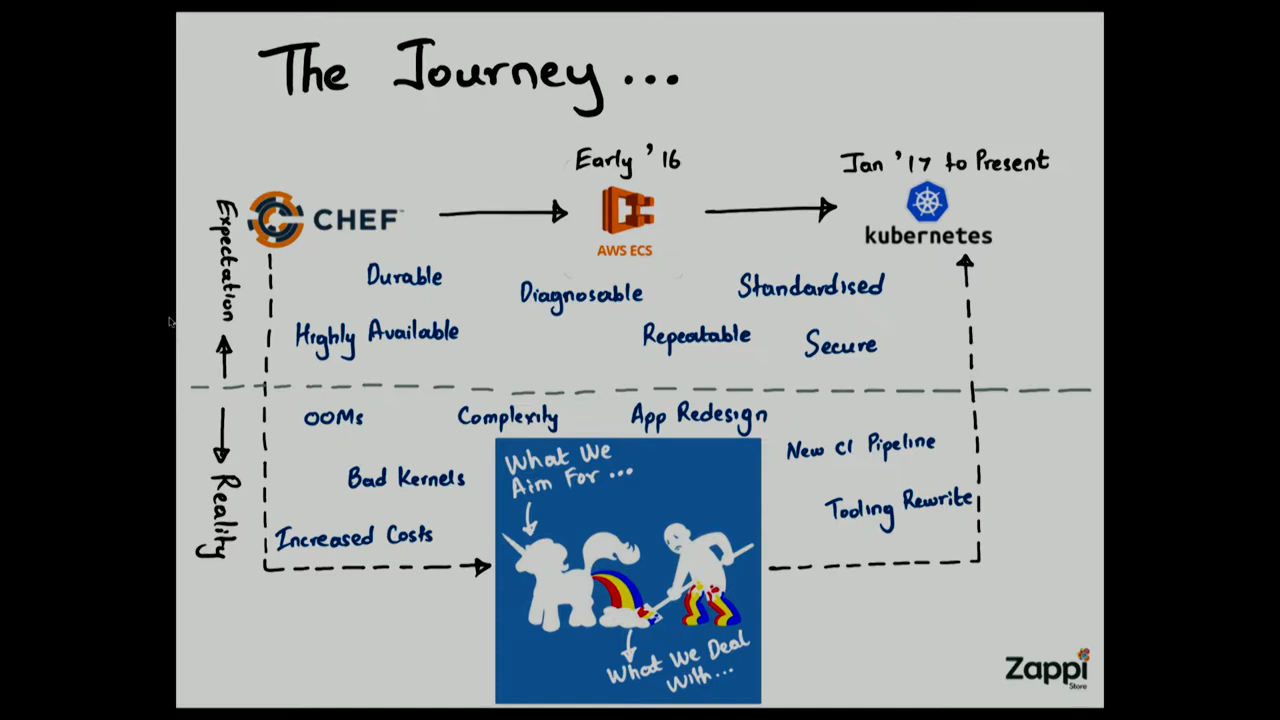 The Journey...
Early '16
Jan '17 to Present
CHEF
AWS ECS
kubernetes
Expectation
Durable
Diagnosable
Standardised
Highly Available
Repeatable
Secure
Reality
OOMs
Complexity
App Redesign
New CI Pipeline
Bad Kernels
Tooling Rewrite
Increased Costs
What We
Aim For...
What We Deal
With...
Zappi
Store